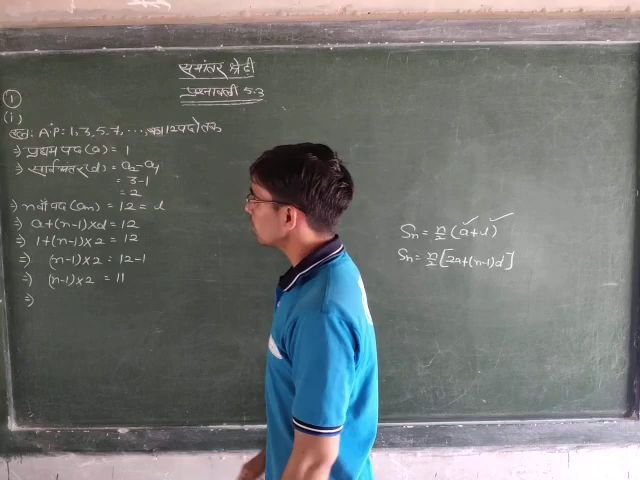 समांतर श्रेढी
प्रश्नावली 5.3
①
(i)
हल: A.P: 1, 3, 5, 7, ..., का 12 पदों तक
⇒ प्रथम पद (a) = 1
⇒ सार्वअंतर (d) = a₂-a₁
= 3-1
= 2
⇒ nवाँ पद (an) = 12 = l
⇒ a+(n-1)×d = 12
⇒ 1+(n-1)×2 = 12
⇒ (n-1)×2 = 12-1
⇒ (n-1)×2 = 11
⇒
Sn = n/2 (a+l)
Sn = n/2 [2a+(n-1)d]